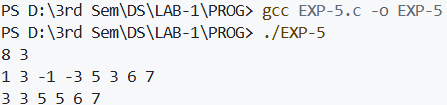 PS D:\3rd Sem\DS\LAB-1\PROG> gcc EXP-5.c -o EXP-5
PS D:\3rd Sem\DS\LAB-1\PROG> ./EXP-5
8 3
1 3 -1 -3 5 3 6 7
3 3 5 5 6 7